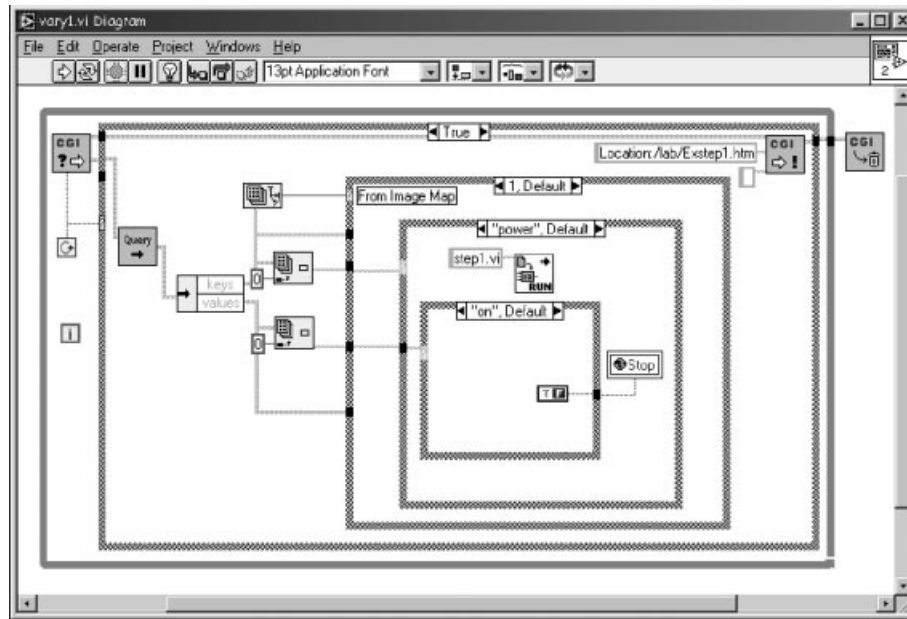 vary1.vi Diagram
File Edit Operate Project Windows Help
13pt Application Font
2
True
CGI
?
CGI
!
CGI
Location:/lab/Exstep1.htm
1, Default
From Image Map
"power", Default
Query
step1.vi
RUN
keys
values
0
0
"on", Default
i
Stop
T F